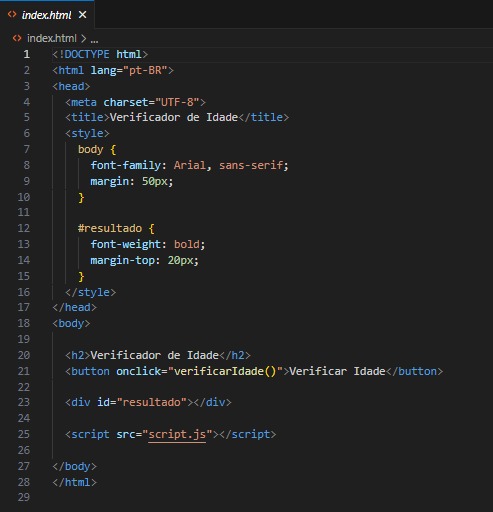 index.html ×
index.html > ...
1 <!DOCTYPE html>
2 <html lang="pt-BR">
3 <head>
4   <meta charset="UTF-8">
5   <title>Verificador de Idade</title>
6   <style>
7     body {
8       font-family: Arial, sans-serif;
9       margin: 50px;
10     }
11
12     #resultado {
13       font-weight: bold;
14       margin-top: 20px;
15     }
16   </style>
17 </head>
18 <body>
19
20   <h2>Verificador de Idade</h2>
21   <button onclick="verificarIdade()">Verificar Idade</button>
22
23   <div id="resultado"></div>
24
25   <script src="script.js"></script>
26
27 </body>
28 </html>
29